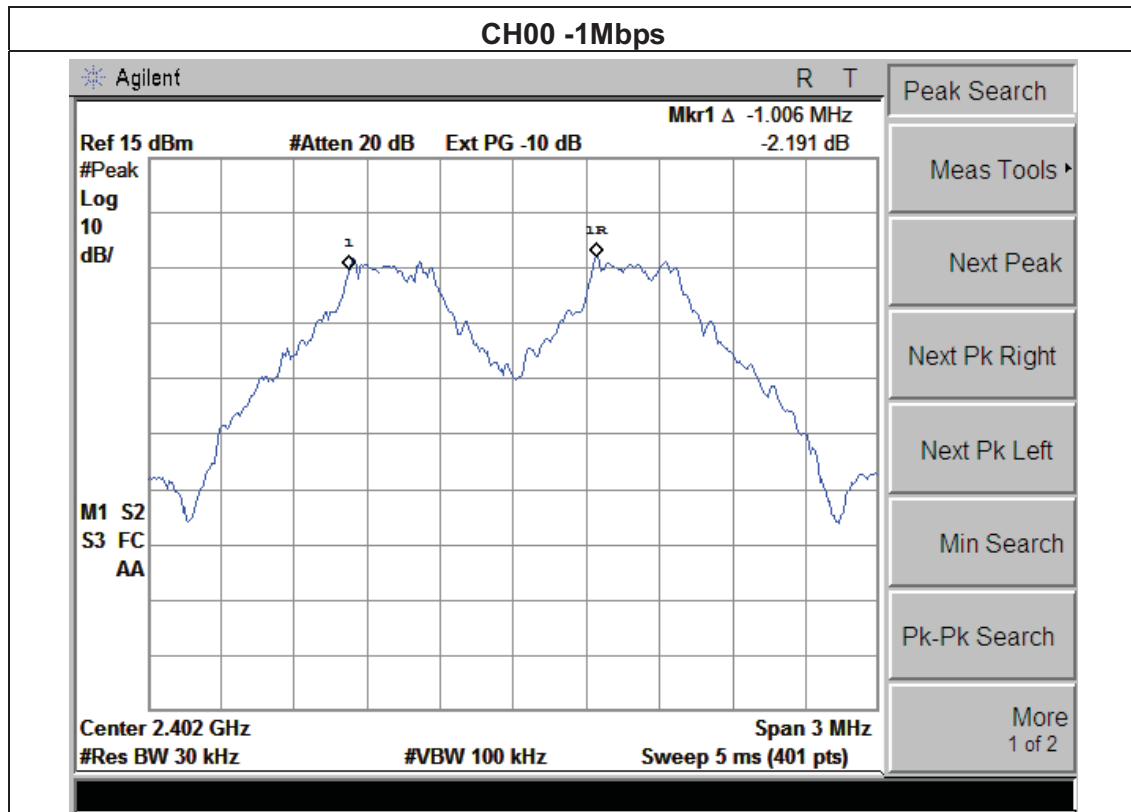 CH00 -1Mbps
Agilent R T
Peak Search
Mkr1 Δ -1.006 MHz
Ref 15 dBm #Atten 20 dB Ext PG -10 dB -2.191 dB
#Peak
Log
10
dB/
1
1R
Meas Tools
Next Peak
Next Pk Right
Next Pk Left
M1 S2
S3 FC
AA
Min Search
Pk-Pk Search
Center 2.402 GHz Span 3 MHz
#Res BW 30 kHz #VBW 100 kHz Sweep 5 ms (401 pts)
More
1 of 2